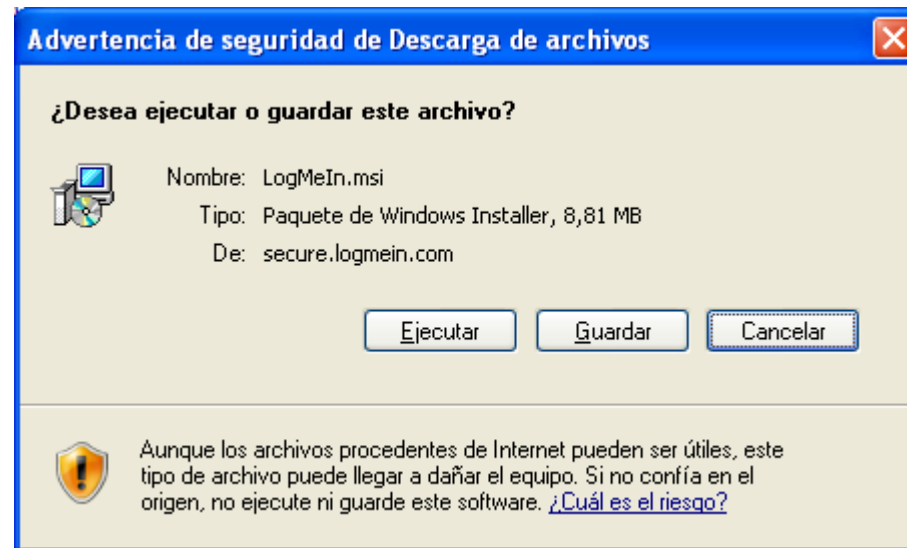 Advertencia de seguridad de Descarga de archivos
¿Desea ejecutar o guardar este archivo?
Nombre: LogMeIn.msi
Tipo: Paquete de Windows Installer, 8,81 MB
De: secure.logmein.com
Ejecutar Guardar Cancelar
Aunque los archivos procedentes de Internet pueden ser útiles, este
tipo de archivo puede llegar a dañar el equipo. Si no confía en el
origen, no ejecute ni guarde este software. ¿Cuál es el riesgo?